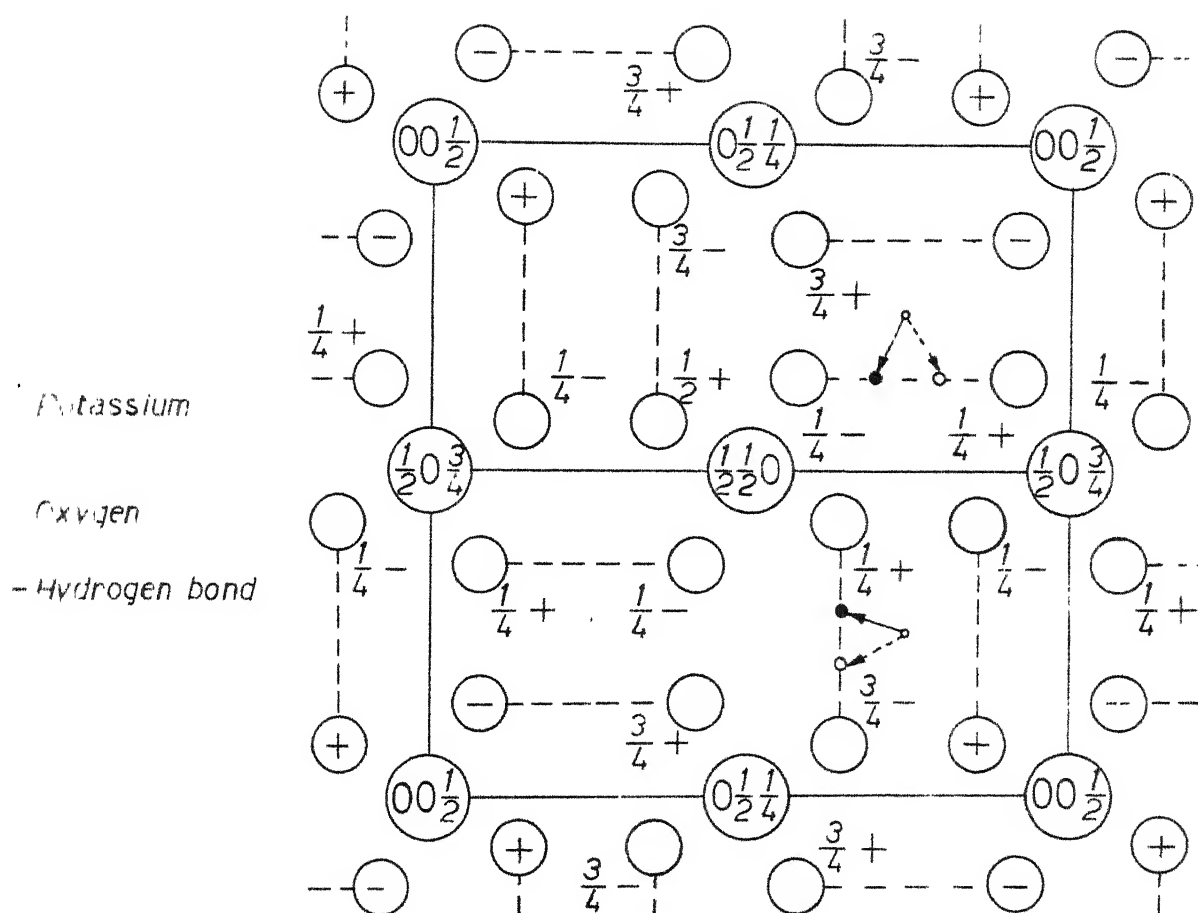 3/4 -
- 3/4 + -
+ +
00 1/2 0 1/2 1/4 00 1/2
+ +
- 3/4 - -
1/4 + 3/4 +
1/4 - 1/2 + 1/4 -
Potassium 1/4 - 1/4 +
1/2 0 3/4 1/2 1/2 0 1/2 0 3/4
Oxygen
1/4 - 1/4 + 1/4 -
- Hydrogen bond 1/4 + 1/4 - 1/4 +
- 3/4 - -
+ 3/4 + +
00 1/2 0 1/2 1/4 00 1/2
+ 3/4 + +
- 3/4 - -